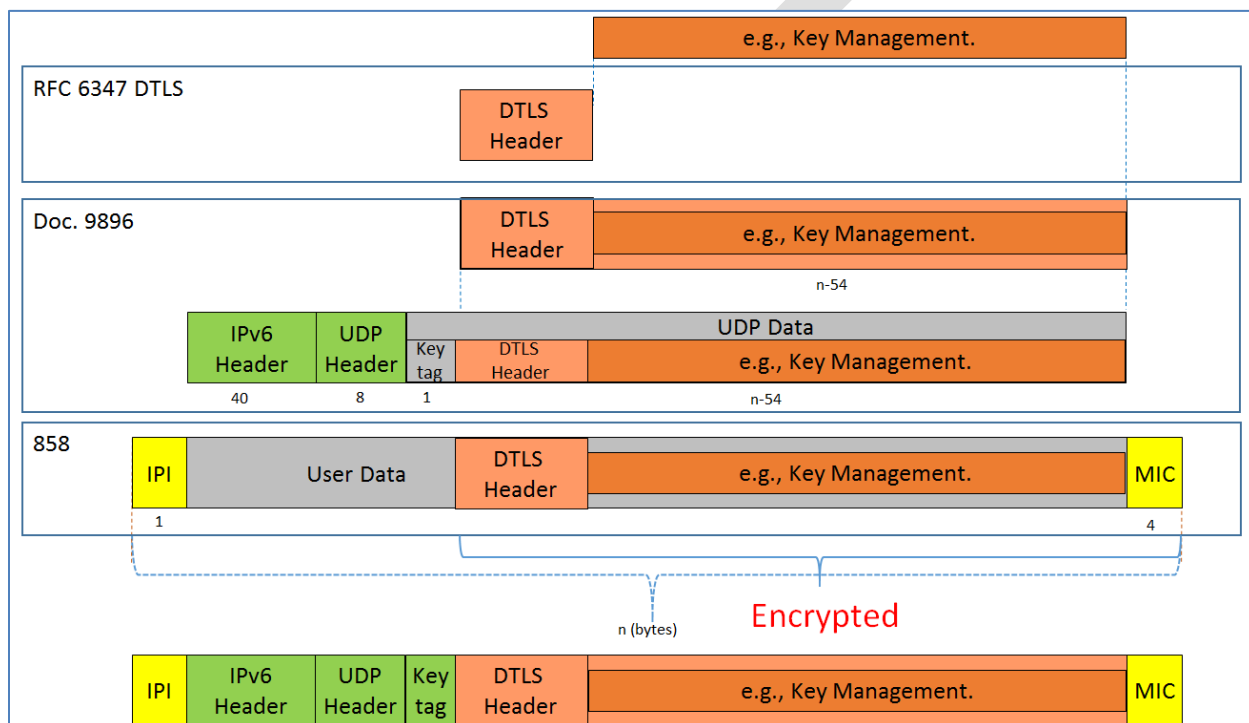 e.g., Key Management.
RFC 6347 DTLS
DTLS
Header
Doc. 9896
DTLS
Header
e.g., Key Management.
n-54
IPv6
Header
UDP
Header
UDP Data
Key
tag
DTLS
Header
e.g., Key Management.
40
8
1
n-54
858
IPI
User Data
DTLS
Header
e.g., Key Management.
MIC
1
4
Encrypted
n (bytes)
IPI
IPv6
Header
UDP
Header
Key
tag
DTLS
Header
e.g., Key Management.
MIC